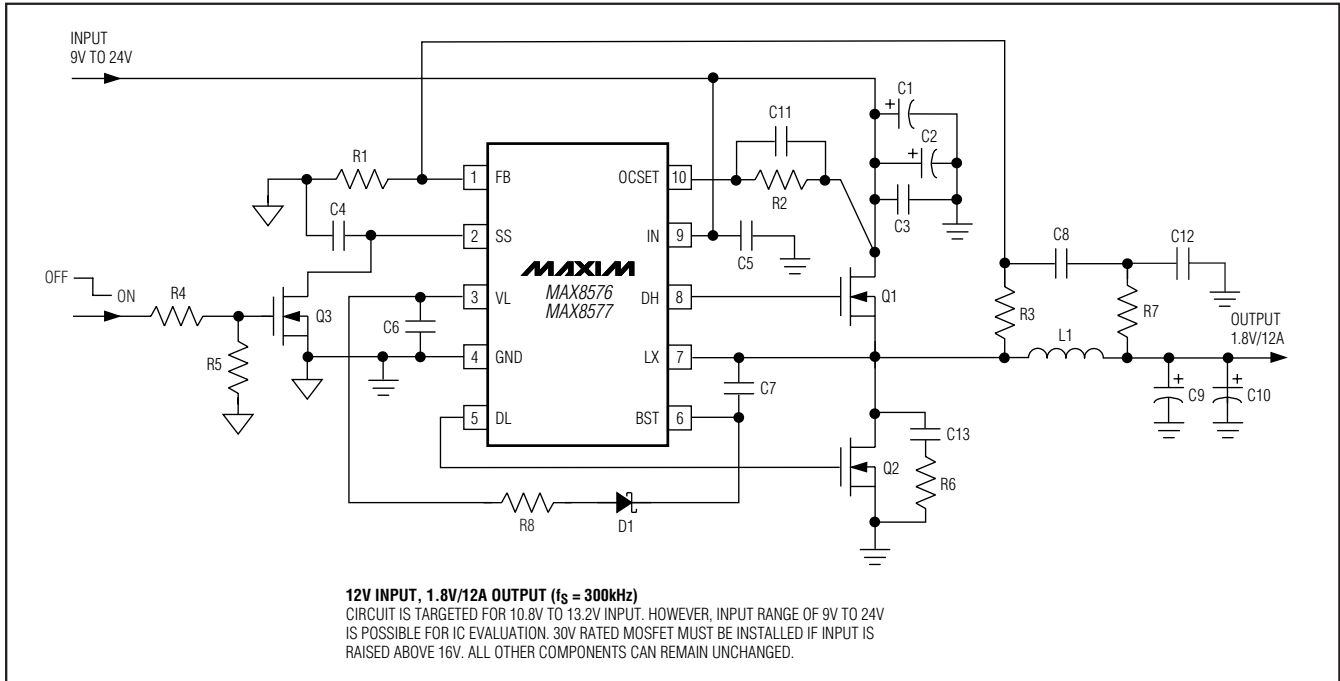 INPUT
9V TO 24V
C1
C11
C2
R1
1 FB
OCSET 10
R2
C3
C4
2 SS
IN 9
C5
C8
C12
OFF
ON
R4
Q3
MAXIM
MAX8576
MAX8577
3 VL
DH 8
Q1
R3
R7
C6
R5
OUTPUT
1.8V/12A
L1
4 GND
LX 7
C7
C9
C10
5 DL
BST 6
C13
Q2
R6
R8
D1
12V INPUT, 1.8V/12A OUTPUT (fS = 300kHz)
CIRCUIT IS TARGETED FOR 10.8V TO 13.2V INPUT. HOWEVER, INPUT RANGE OF 9V TO 24V
IS POSSIBLE FOR IC EVALUATION. 30V RATED MOSFET MUST BE INSTALLED IF INPUT IS
RAISED ABOVE 16V. ALL OTHER COMPONENTS CAN REMAIN UNCHANGED.